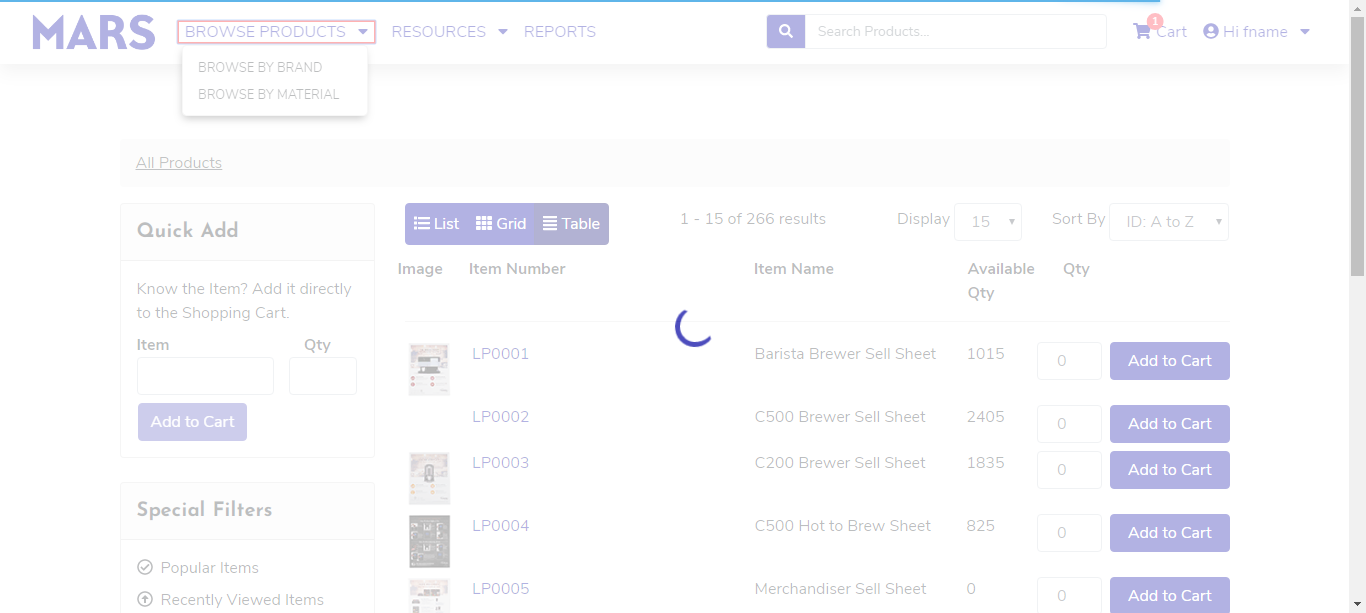 MARS
BROWSE PRODUCTS
RESOURCES
REPORTS
Search Products...
1
Cart
Hi fname
BROWSE BY BRAND
BROWSE BY MATERIAL
All Products
Quick Add
Know the Item? Add it directly
to the Shopping Cart.
Item Qty
Add to Cart
Special Filters
Popular Items
Recently Viewed Items
List Grid Table
1 - 15 of 266 results
Display 15
Sort By ID: A to Z
Image Item Number Item Name Available Qty
Qty
LP0001 Barista Brewer Sell Sheet 1015 0 Add to Cart
LP0002 C500 Brewer Sell Sheet 2405 0 Add to Cart
LP0003 C200 Brewer Sell Sheet 1835 0 Add to Cart
LP0004 C500 Hot to Brew Sheet 825 0 Add to Cart
LP0005 Merchandiser Sell Sheet 0 0 Add to Cart